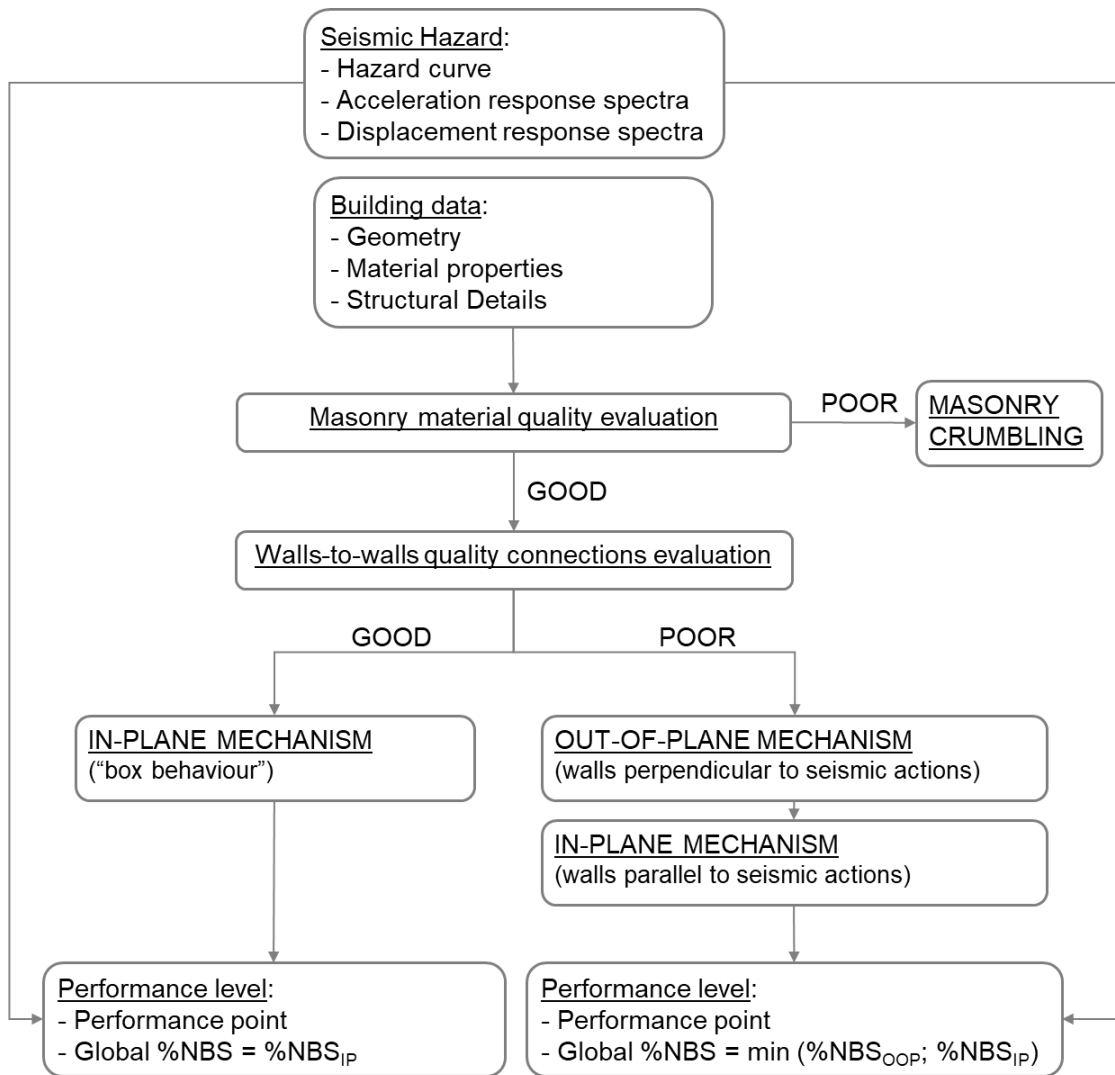 Seismic Hazard:
- Hazard curve
- Acceleration response spectra
- Displacement response spectra
Building data:
- Geometry
- Material properties
- Structural Details
Masonry material quality evaluation
POOR
MASONRY
CRUMBLING
GOOD
Walls-to-walls quality connections evaluation
GOOD
POOR
IN-PLANE MECHANISM
(“box behaviour”)
OUT-OF-PLANE MECHANISM
(walls perpendicular to seismic actions)
IN-PLANE MECHANISM
(walls parallel to seismic actions)
Performance level:
- Performance point
- Global %NBS = %NBS_IP
Performance level:
- Performance point
- Global %NBS = min (%NBS_OOP; %NBS_IP)